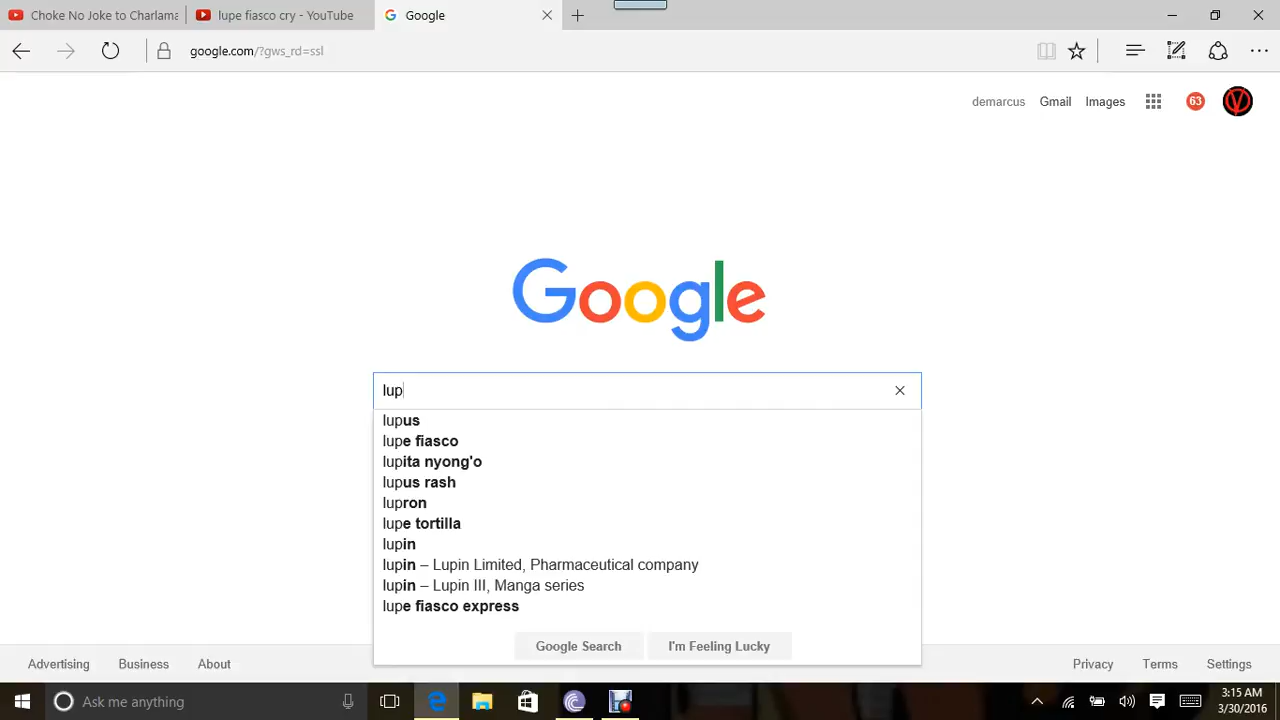 Choke No Joke to Charlama
lupe fiasco cry - YouTube
Google
google.com/?gws_rd=ssl
demarcus Gmail Images 63
Google
lup
lupus
lupe fiasco
lupita nyong'o
lupus rash
lupron
lupe tortilla
lupin
lupin – Lupin Limited, Pharmaceutical company
lupin – Lupin III, Manga series
lupe fiasco express
Google Search I'm Feeling Lucky
Advertising Business About Privacy Terms Settings
Ask me anything
3:15 AM
3/30/2016